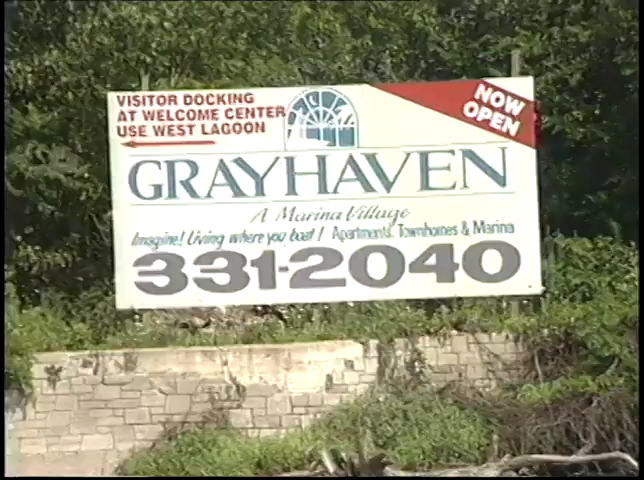 VISITOR DOCKING
AT WELCOME CENTER
USE WEST LAGOON
NOW
OPEN
GRAYHAVEN
A Marina Village
Imagine! Living where you boat! Apartments, Townhomes & Marina
331-2040